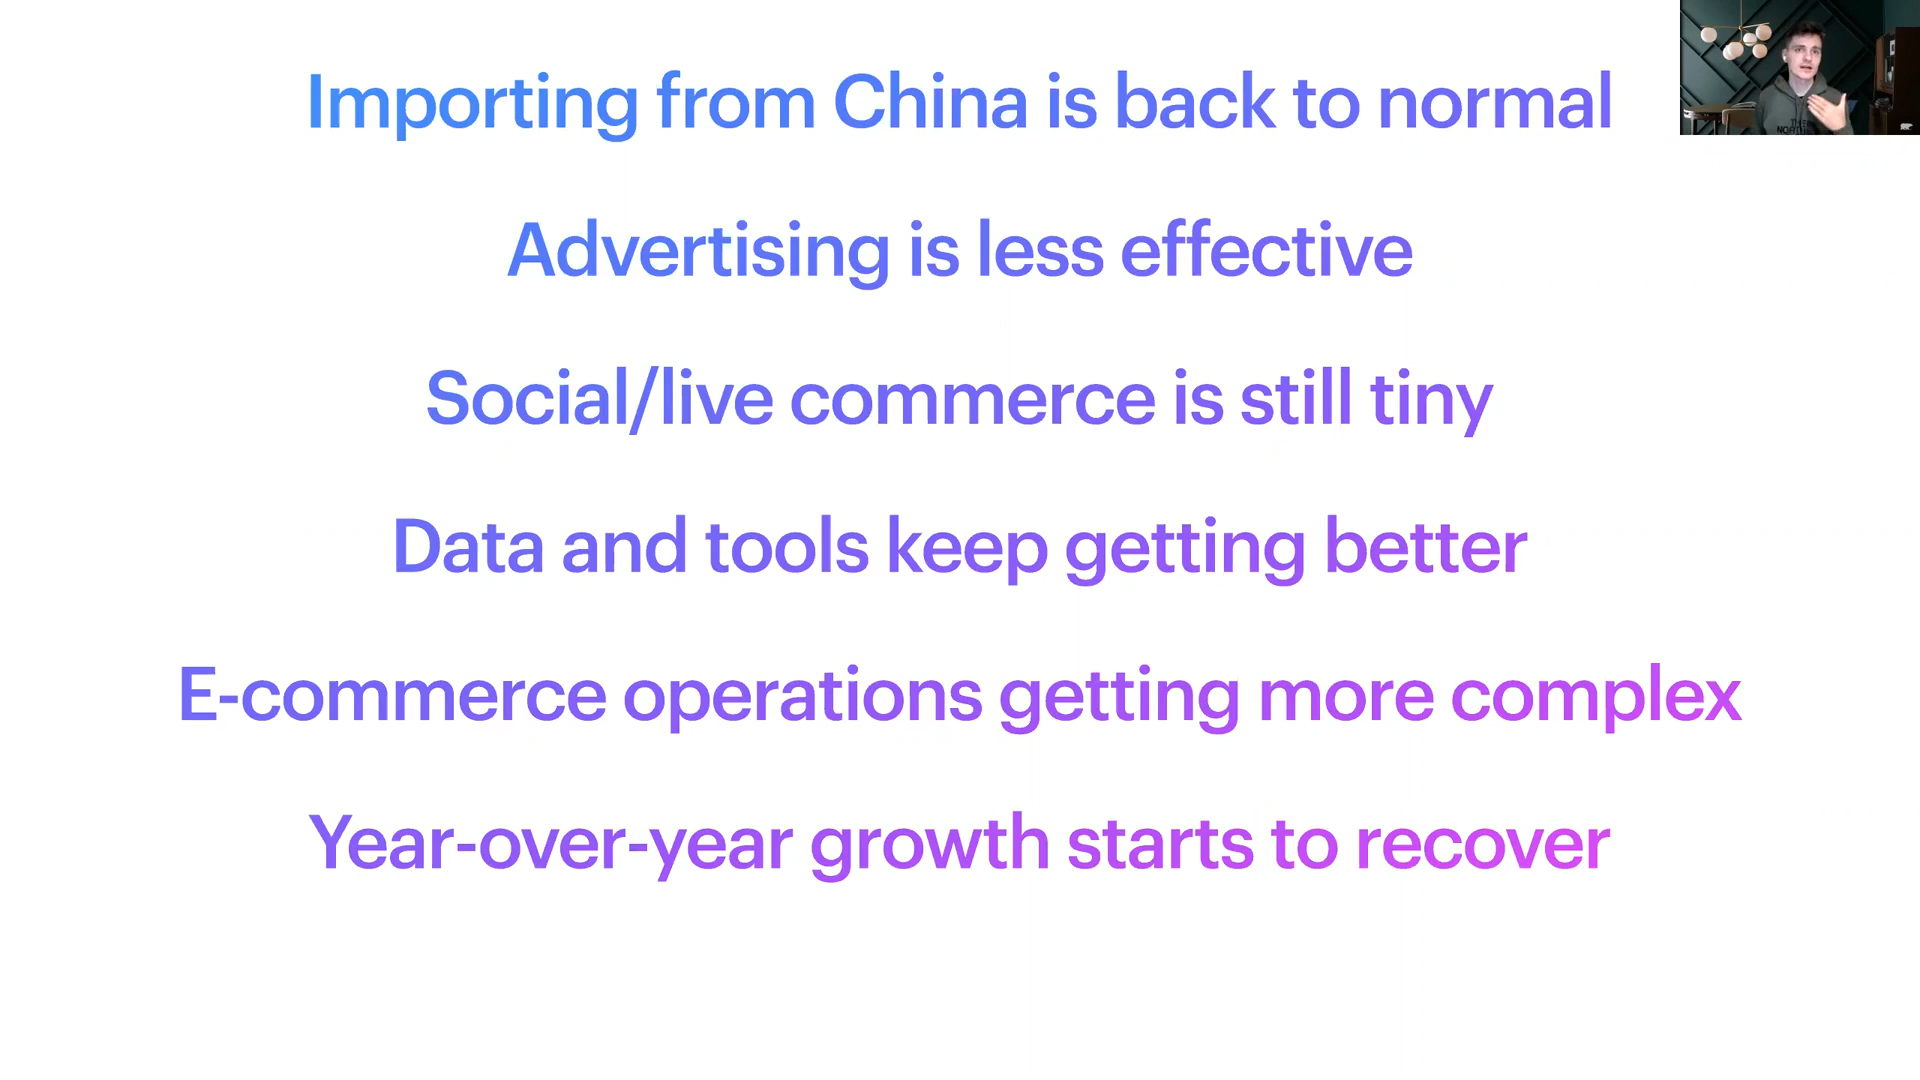 Importing from China is back to normal
Advertising is less effective
Social/live commerce is still tiny
Data and tools keep getting better
E-commerce operations getting more complex
Year-over-year growth starts to recover